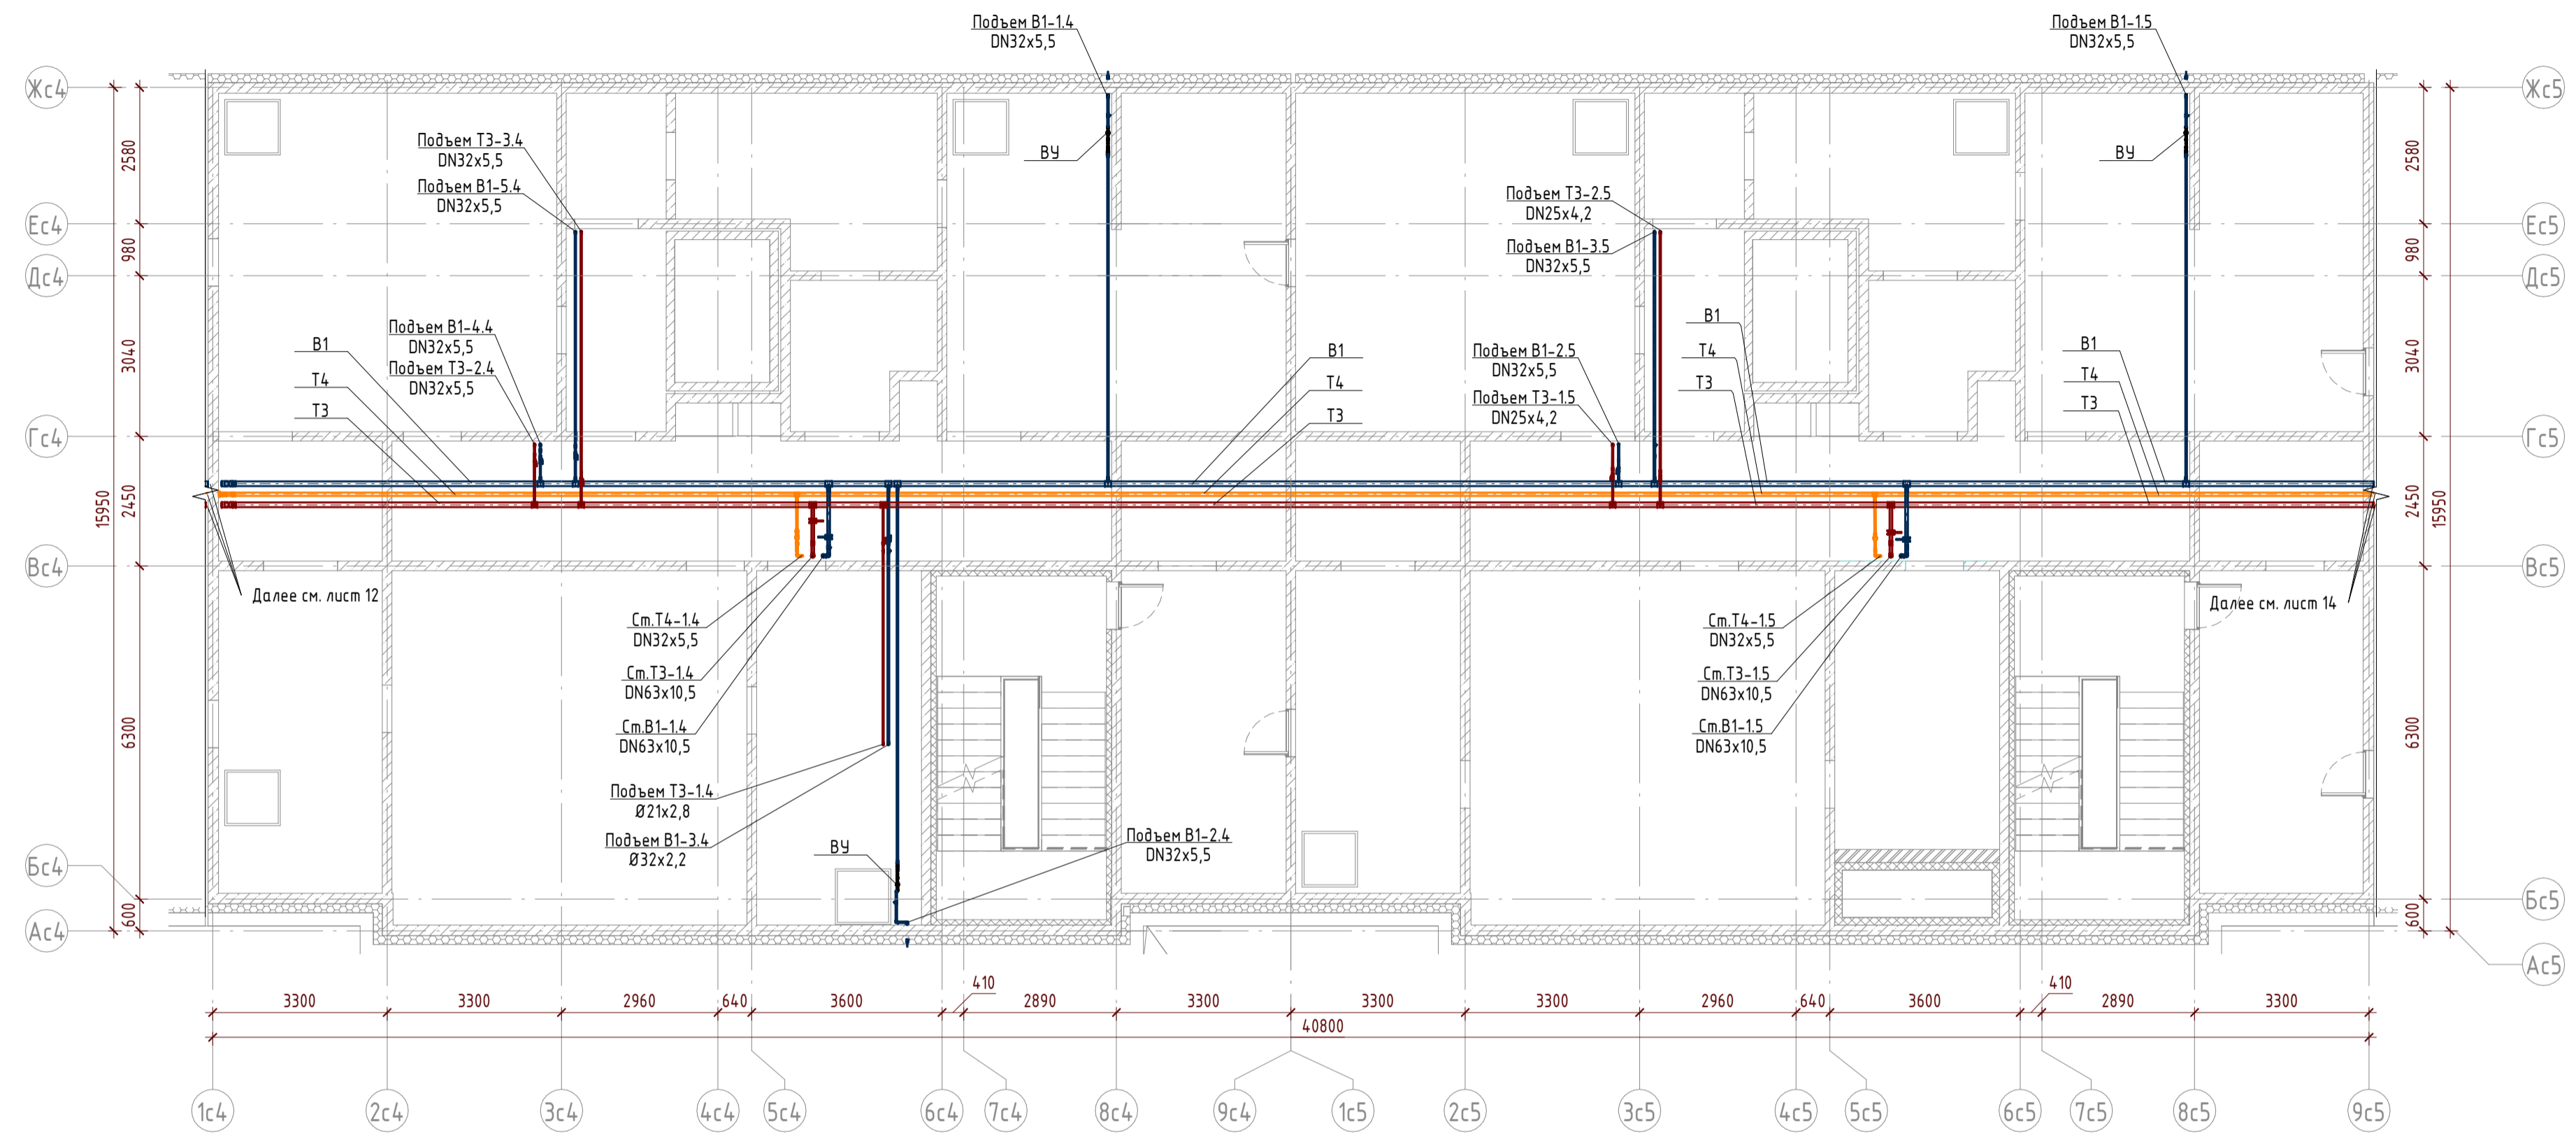 Подъем В1-1.4
DN32x5,5
Подъем В1-1.5
DN32x5,5
Жс4
Жс5
2580
2580
Подъем Т3-3.4
DN32x5,5
ВУ
ВУ
Подъем В1-5.4
DN32x5,5
Подъем Т3-2.5
DN25x4,2
Ес4
Ес5
980
980
Подъем В1-3.5
DN32x5,5
Дс4
Дс5
Подъем В1-4.4
DN32x5,5
В1
В1
В1
В1
3040
3040
Подъем Т3-2.4
DN32x5,5
Т4
Т4
Т4
Т4
Подъем В1-2.5
DN32x5,5
Т3
Т3
Т3
Т3
Подъем Т3-1.5
DN25x4,2
Гс4
Гс5
15950
2450
2450
15950
Вс4
Вс5
Далее см. лист 12
Далее см. лист 14
Ст.Т4-1.4
DN32x5,5
Ст.Т4-1.5
DN32x5,5
Ст.Т3-1.4
DN63x10,5
Ст.Т3-1.5
DN63x10,5
Ст.В1-1.4
DN63x10,5
Ст.В1-1.5
DN63x10,5
6300
6300
Подъем Т3-1.4
Ø21x2,8
Подъем В1-3.4
Ø32x2,2
ВУ
Подъем В1-2.4
DN32x5,5
Бс4
Бс5
600
600
Ас4
Ас5
3300 3300 2960 640 3600 410 2890 3300 3300 3300 2960 640 3600 410 2890 3300
40800
1с4 2с4 3с4 4с4 5с4 6с4 7с4 8с4 9с4 1с5 2с5 3с5 4с5 5с5 6с5 7с5 8с5 9с5